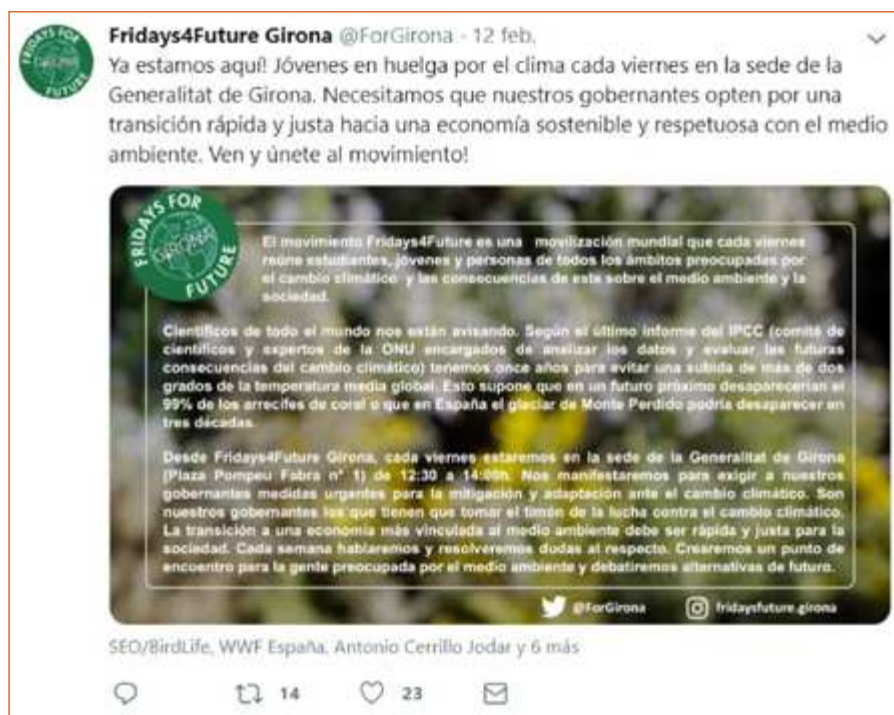 Fridays4Future Girona @ForGirona · 12 feb.
Ya estamos aquí! Jóvenes en huelga por el clima cada viernes en la sede de la
Generalitat de Girona. Necesitamos que nuestros gobernantes opten por una
transición rápida y justa hacia una economía sostenible y respetuosa con el medio
ambiente. Ven y únete al movimiento!
FRIDAYS FOR
GIRONA
FUTURE
El movimiento Fridays4Future es una movilización mundial que cada viernes
reúne estudiantes, jóvenes y personas de todos los ámbitos preocupadas por
el cambio climático y las consecuencias de este sobre el medio ambiente y la
sociedad.
Científicos de todo el mundo nos están avisando. Según el último informe del IPCC (comité de
científicos y expertos de la ONU encargados de analizar los datos y evaluar las futuras
consecuencias del cambio climático) tenemos once años para evitar una subida de más de dos
grados de la temperatura media global. Esto supone que en un futuro próximo desaparecerían el
99% de los arrecifes de coral o que en España el glaciar de Monte Perdido podría desaparecer en
tres décadas.
Desde Fridays4Future Girona, cada viernes estaremos en la sede de la Generalitat de Girona
(Plaza Pompeu Fabra nº 1) de 12:30 a 14:00h. Nos manifestaremos para exigir a nuestros
gobernantes medidas urgentes para la mitigación y adaptación ante el cambio climático. Son
nuestros gobernantes los que tienen que tomar el timón de la lucha contra el cambio climático.
La transición a una economía más vinculada al medio ambiente debe ser rápida y justa para la
sociedad. Cada semana hablaremos y resolveremos dudas al respecto. Crearemos un punto de
encuentro para la gente preocupada por el medio ambiente y debatiremos alternativas de futuro.
@ForGirona fridaysfuture.girona
SEO/BirdLife, WWF España, Antonio Cerrillo Jodar y 6 más
14 23